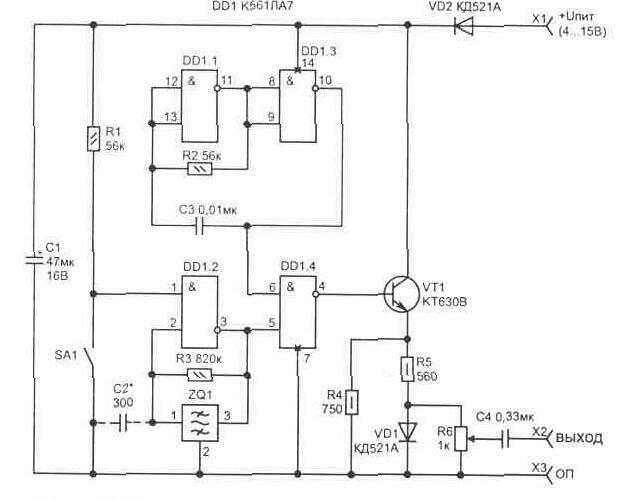 DD1 К561ЛА7
VD2 КД521А
X1
+Uпит
(4...15В)
DD1.1
DD1.3
14
12
&
11
8
&
10
13
9
R1
56к
R2 56к
C3 0,01мк
C1
47мк
16В
+
DD1.2
DD1.4
1
&
6
&
4
VT1
КТ630В
2
3
5
7
SA1
R3 820к
C2*
300
ZQ1
1
3
2
R4
750
R5
560
VD1
КД521А
R6
1к
C4 0,33мк
X2
ВЫХОД
X3
ОП